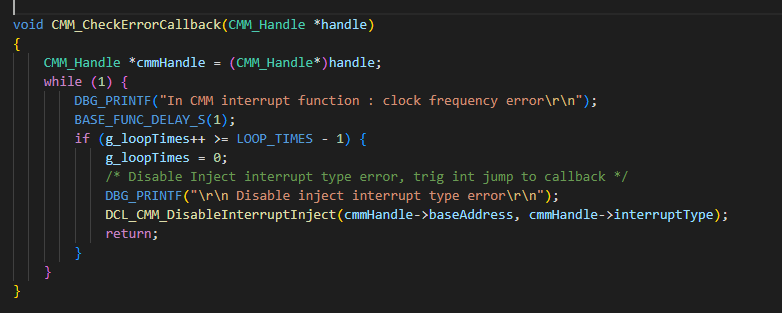 void CMM_CheckErrorCallback(CMM_Handle *handle)
{
    CMM_Handle *cmmHandle = (CMM_Handle*)handle;
    while (1) {
        DBG_PRINTF("In CMM interrupt function : clock frequency error\r\n");
        BASE_FUNC_DELAY_S(1);
        if (g_loopTimes++ >= LOOP_TIMES - 1) {
            g_loopTimes = 0;
            /* Disable Inject interrupt type error, trig int jump to callback */
            DBG_PRINTF("\r\n Disable inject interrupt type error\r\n");
            DCL_CMM_DisableInterruptInject(cmmHandle->baseAddress, cmmHandle->interruptType);
            return;
        }
    }
}